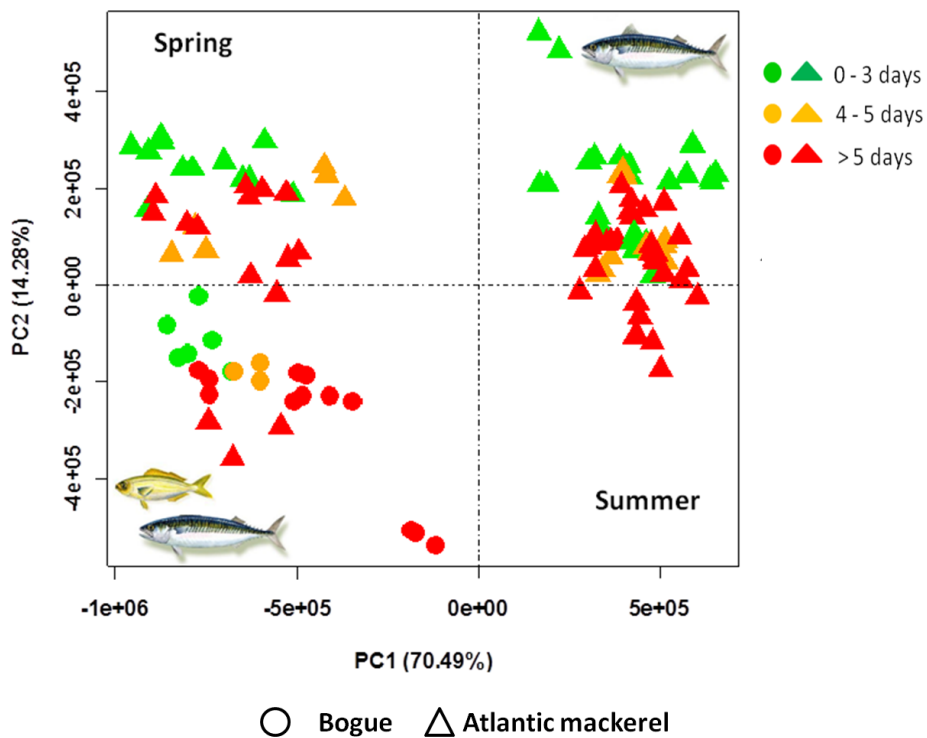 Spring
0 - 3 days
4 - 5 days
> 5 days
4e+05
2e+05
0e+00
-2e+05
4e+05
PC2 (14.28%)
Summer
-1e+06
-5e+05
0e+00
5e+05
PC1 (70.49%)
Bogue
Atlantic mackerel